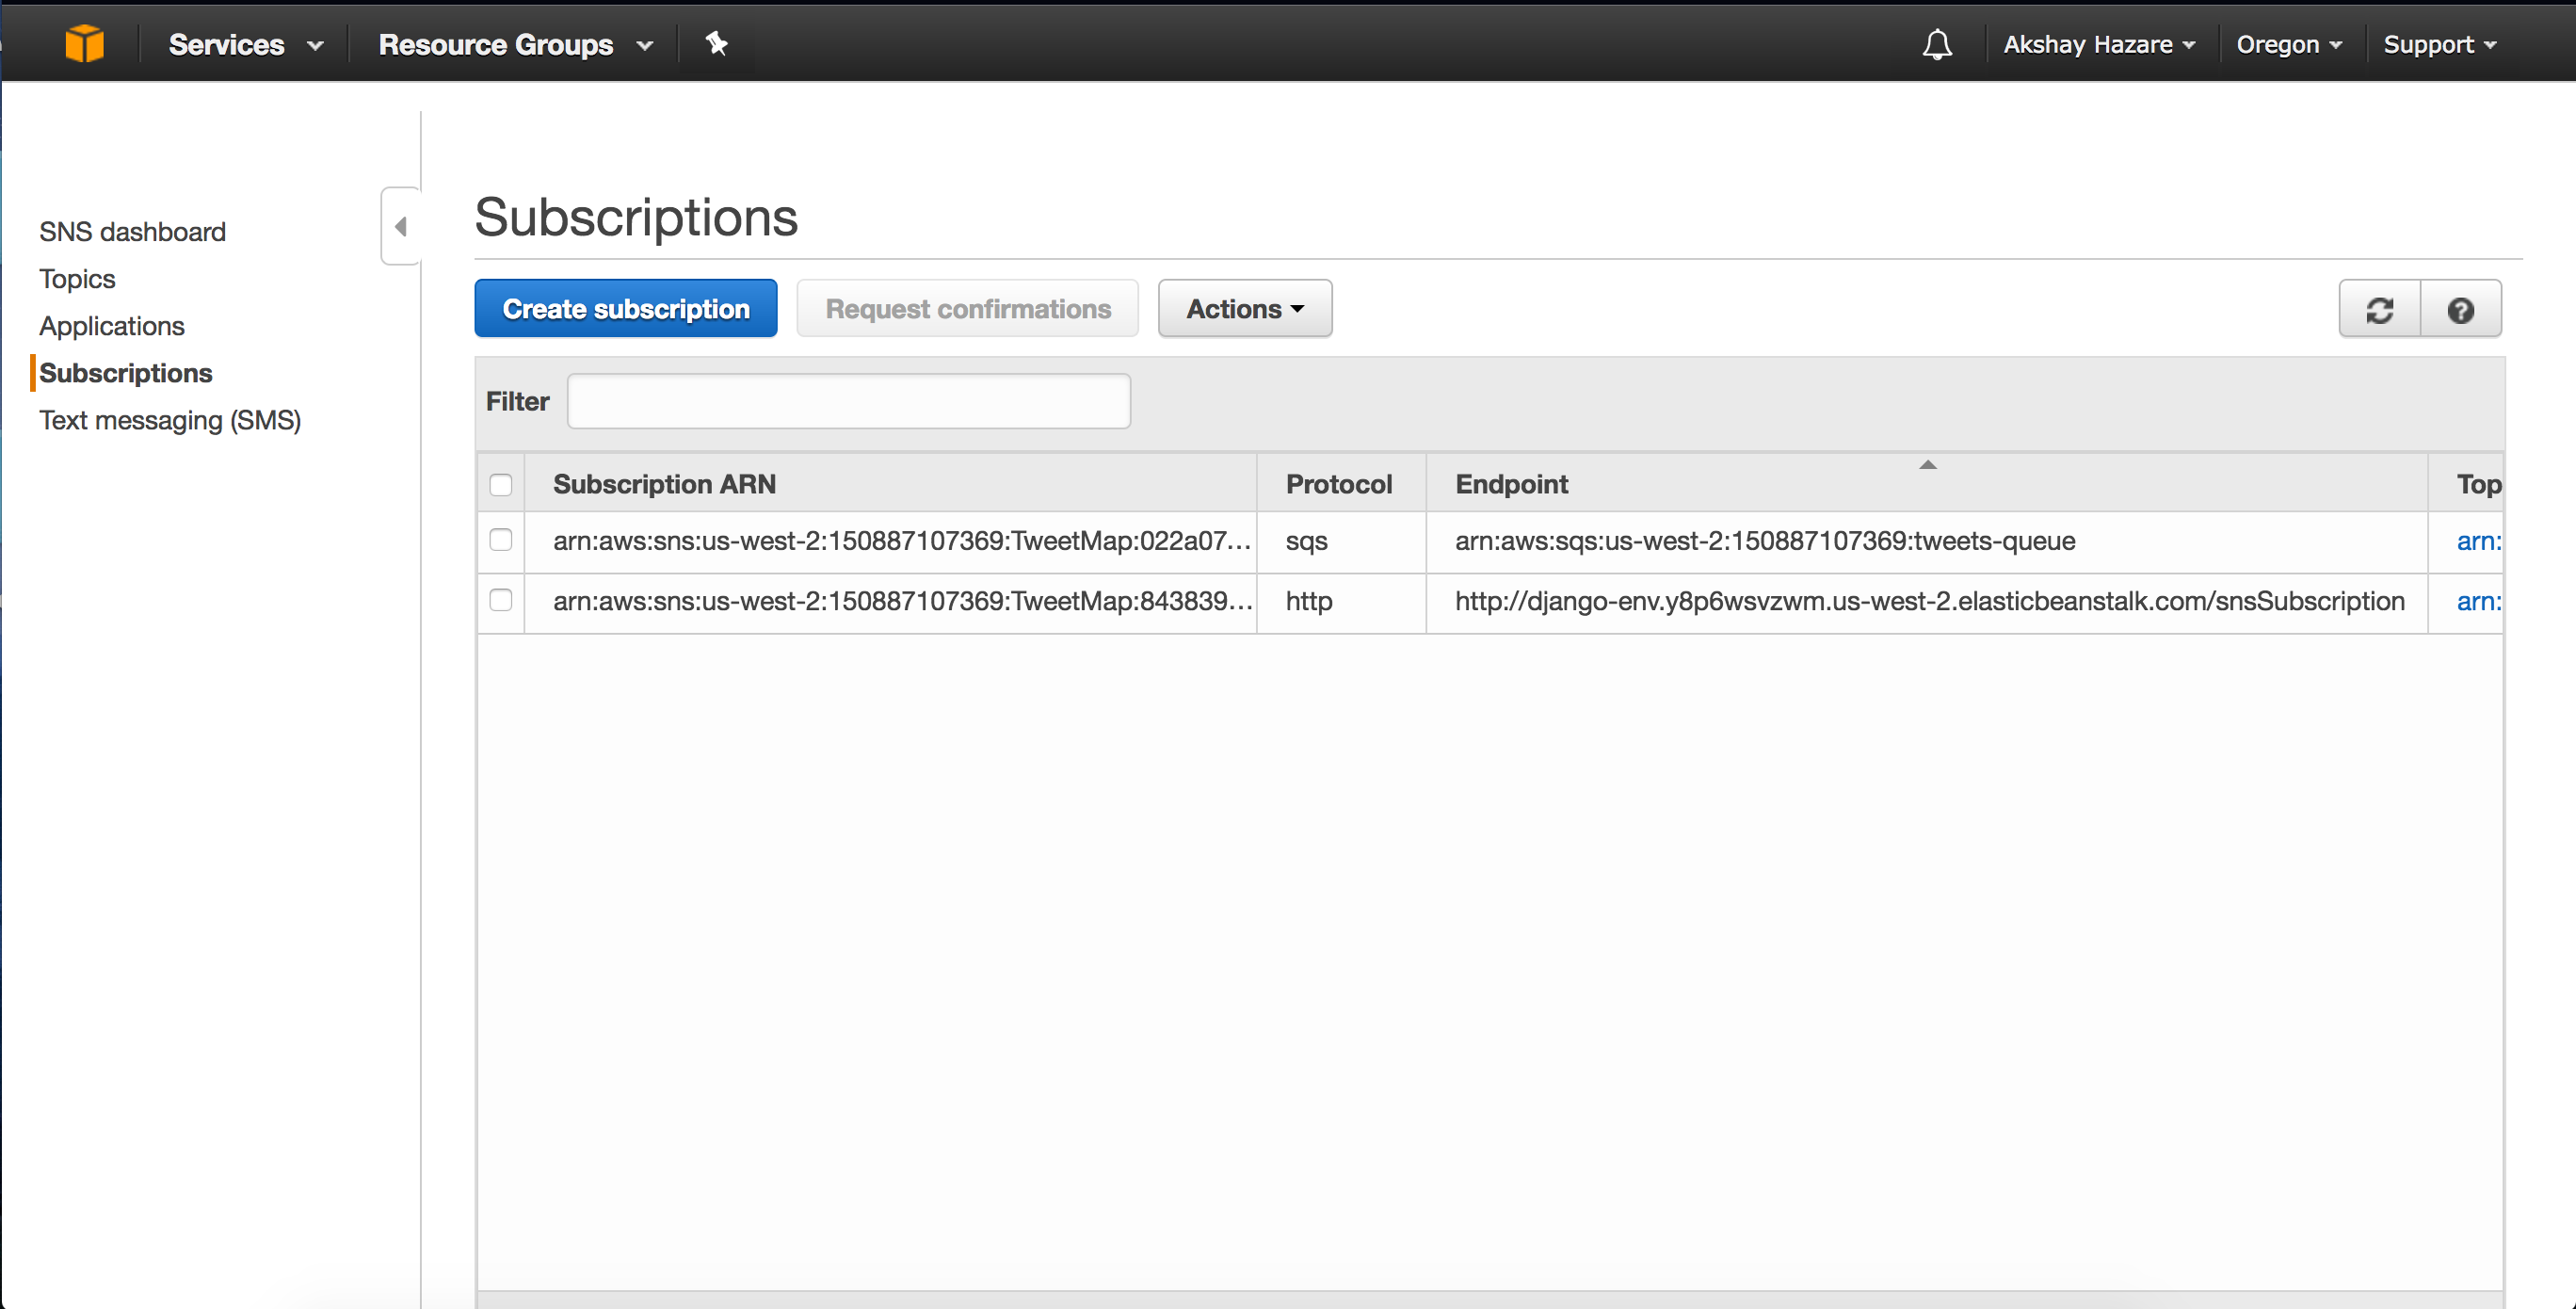 Services Resource Groups Akshay Hazare Oregon Support
SNS dashboard
Topics
Applications
Subscriptions
Text messaging (SMS)
Subscriptions
Create subscription Request confirmations Actions
Filter
Subscription ARN Protocol Endpoint Top
arn:aws:sns:us-west-2:150887107369:TweetMap:022a07... sqs arn:aws:sqs:us-west-2:150887107369:tweets-queue arn:
arn:aws:sns:us-west-2:150887107369:TweetMap:843839... http http://django-env.y8p6wsvzwm.us-west-2.elasticbeanstalk.com/snsSubscription arn: